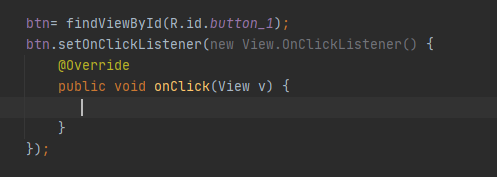 btn= findViewById(R.id.button_1);
btn.setOnClickListener(new View.OnClickListener() {
@Override
public void onClick(View v) {
}
});